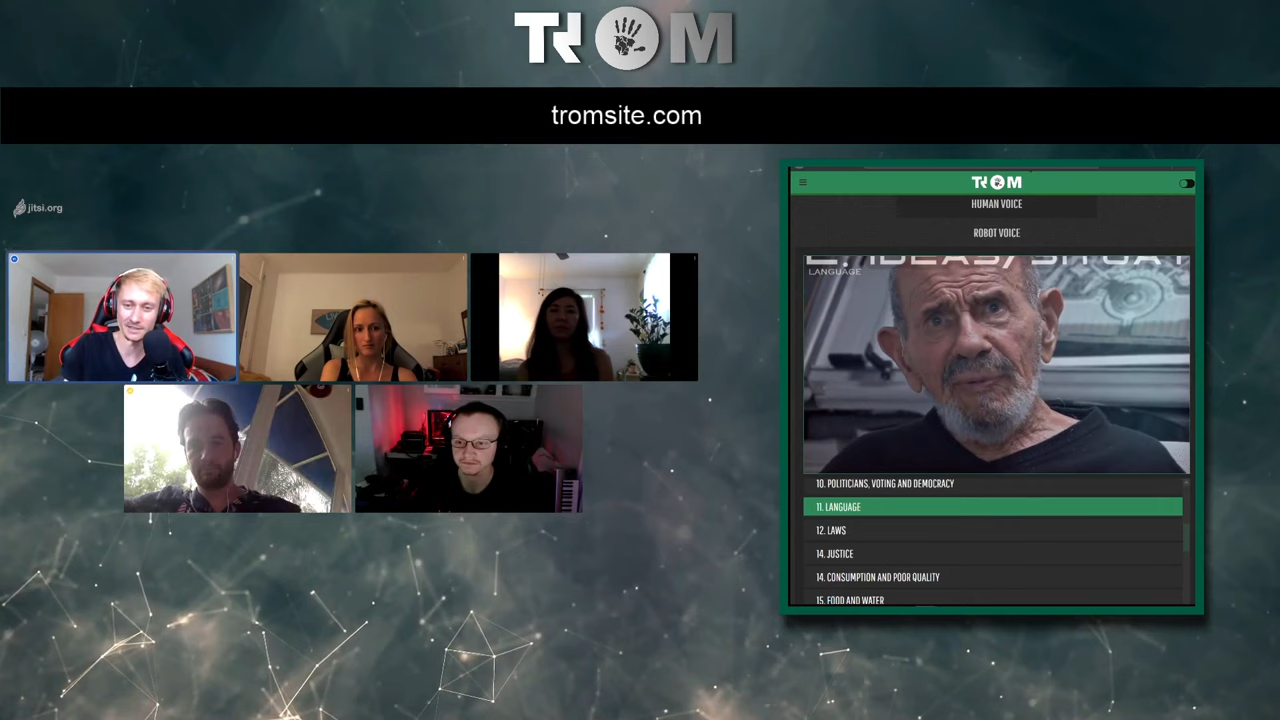 TROM
tromsite.com
jitsi.org
TROM
HUMAN VOICE
ROBOT VOICE
LANGUAGE
10. POLITICIANS, VOTING AND DEMOCRACY
11. LANGUAGE
12. LAWS
14. JUSTICE
14. CONSUMPTION AND POOR QUALITY
15. FOOD AND WATER